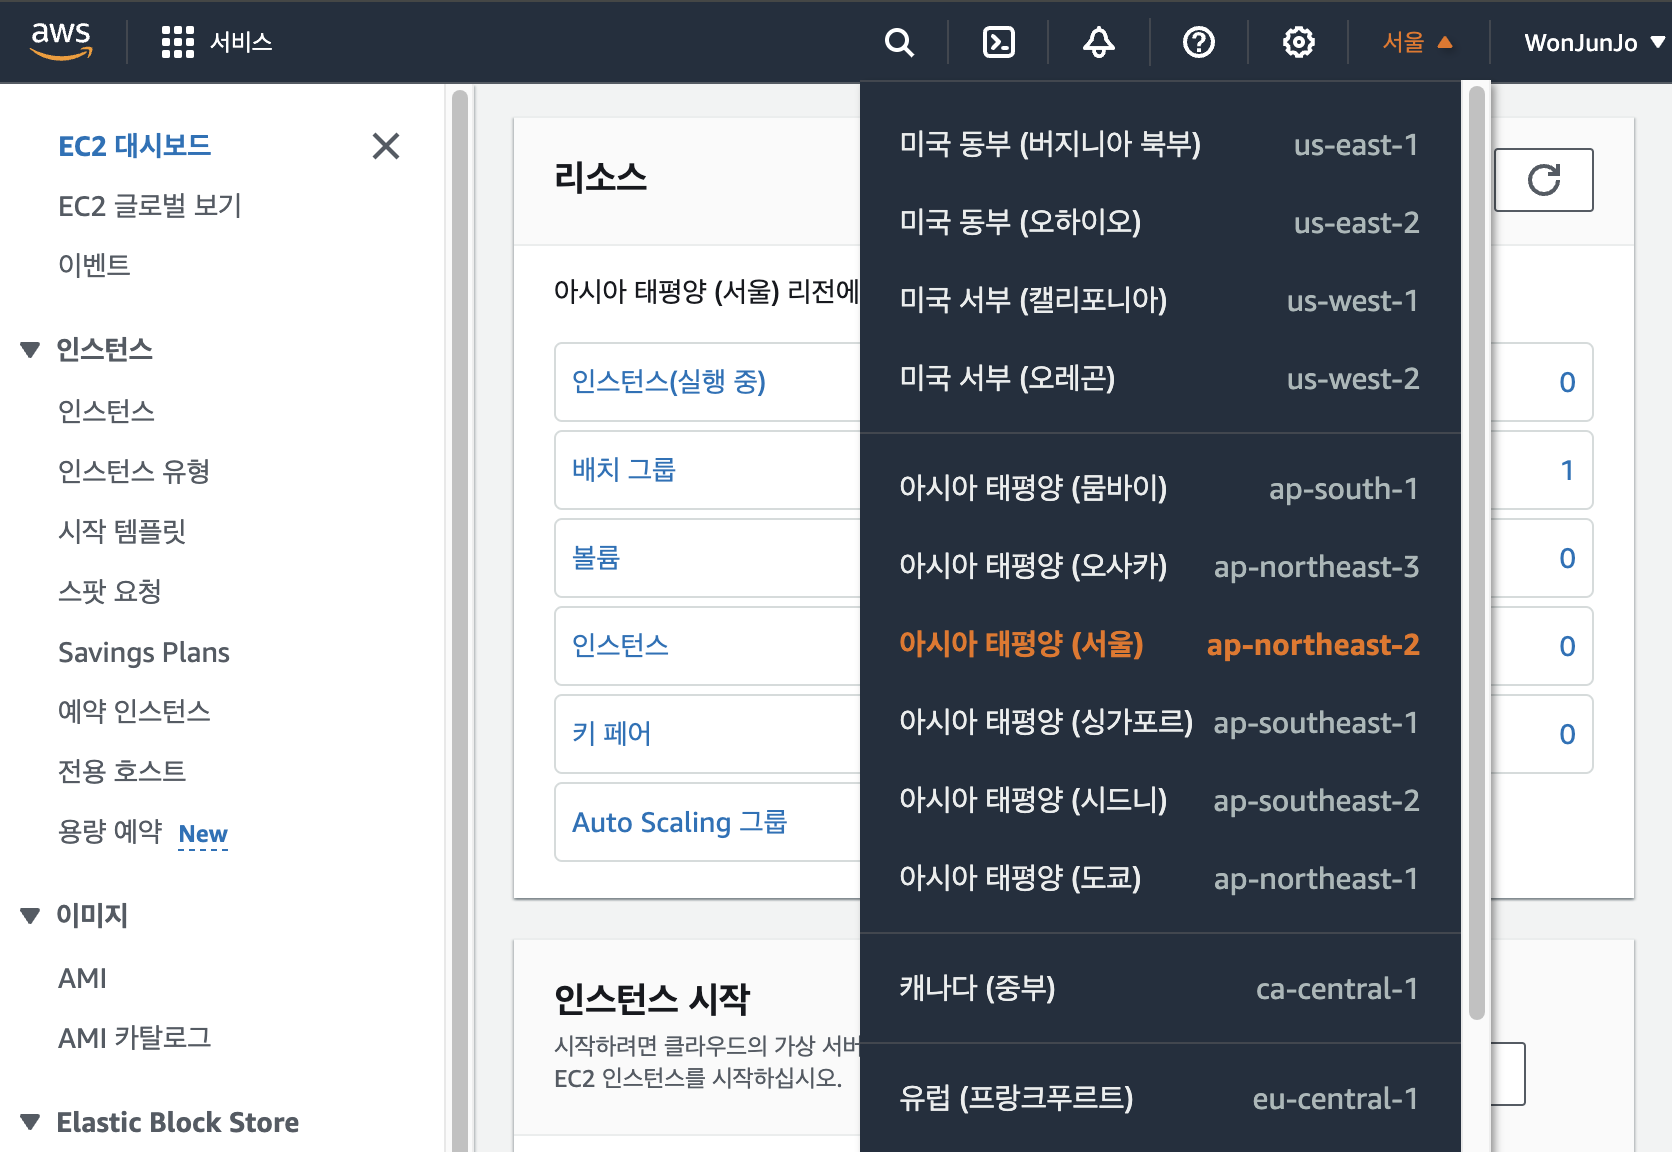 aws
서비스
서울
WonJunJo
EC2 대시보드
EC2 글로벌 보기
이벤트
인스턴스
인스턴스
인스턴스 유형
시작 템플릿
스팟 요청
Savings Plans
예약 인스턴스
전용 호스트
용량 예약 New
이미지
AMI
AMI 카탈로그
Elastic Block Store
리소스
아시아 태평양 (서울) 리전에
인스턴스(실행 중)
0
배치 그룹
1
볼륨
0
인스턴스
0
키 페어
0
Auto Scaling 그룹
인스턴스 시작
시작하려면 클라우드의 가상 서버
EC2 인스턴스를 시작하십시오.
미국 동부 (버지니아 북부) us-east-1
미국 동부 (오하이오) us-east-2
미국 서부 (캘리포니아) us-west-1
미국 서부 (오레곤) us-west-2
아시아 태평양 (뭄바이) ap-south-1
아시아 태평양 (오사카) ap-northeast-3
아시아 태평양 (서울) ap-northeast-2
아시아 태평양 (싱가포르) ap-southeast-1
아시아 태평양 (시드니) ap-southeast-2
아시아 태평양 (도쿄) ap-northeast-1
캐나다 (중부) ca-central-1
유럽 (프랑크푸르트) eu-central-1